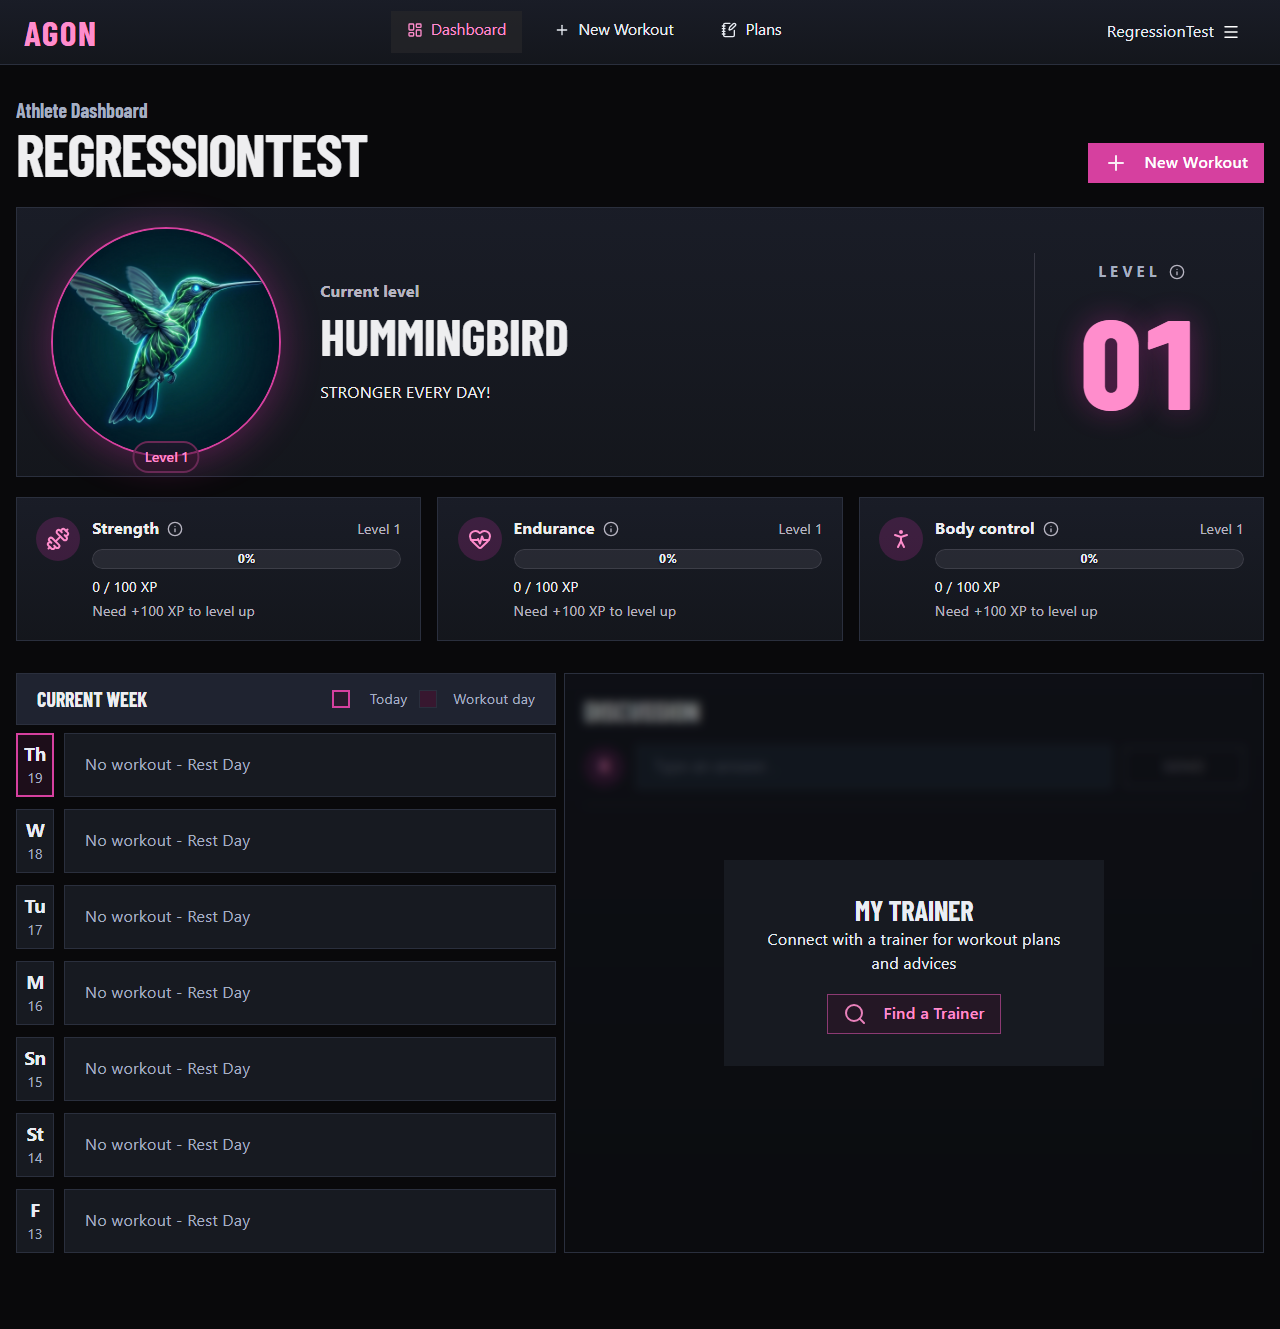 AGON
Dashboard
New Workout
Plans
RegressionTest
Athlete Dashboard
REGRESSIONTEST
New Workout
Current level
HUMMINGBIRD
STRONGER EVERY DAY!
Level 1
LEVEL
01
Strength
Level 1
0%
0 / 100 XP
Need +100 XP to level up
Endurance
Level 1
0%
0 / 100 XP
Need +100 XP to level up
Body control
Level 1
0%
0 / 100 XP
Need +100 XP to level up
CURRENT WEEK
Today
Workout day
Th
19
No workout - Rest Day
W
18
No workout - Rest Day
Tu
17
No workout - Rest Day
M
16
No workout - Rest Day
Sn
15
No workout - Rest Day
St
14
No workout - Rest Day
F
13
No workout - Rest Day
DISCUSSION
MY TRAINER
Connect with a trainer for workout plans
and advices
Find a Trainer